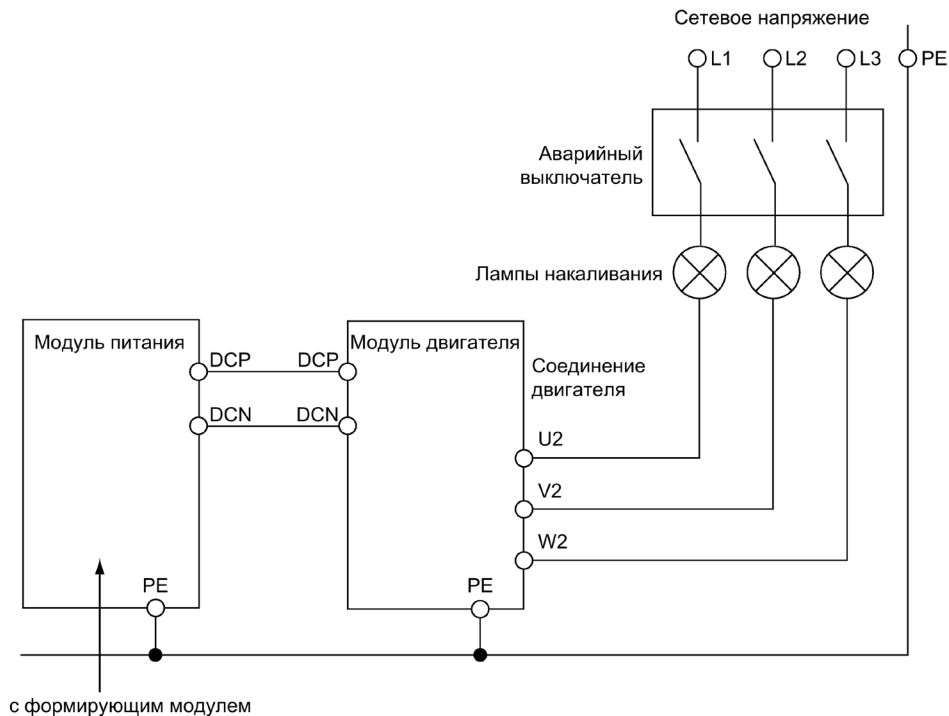 Сетевое напряжение
L1 L2 L3 PE
Аварийный
выключатель
Лампы накаливания
Модуль питания
Модуль двигателя
DCP DCP
Соединение
двигателя
DCN DCN
U2
V2
W2
PE PE
с формирующим модулем